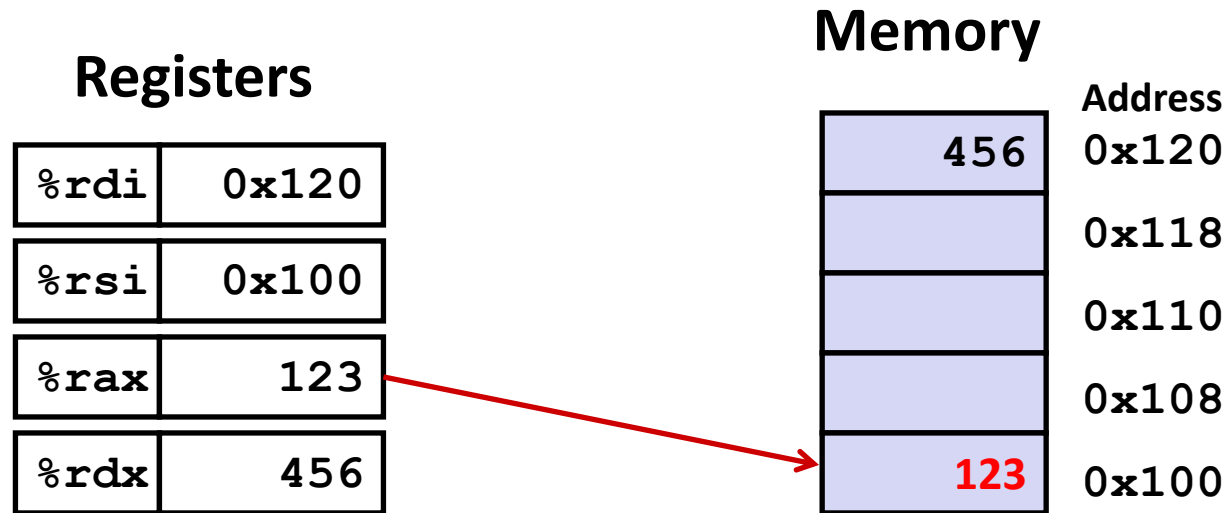 Registers
%rdi 0x120
%rsi 0x100
%rax 123
%rdx 456
Memory
Address
456 0x120
0x118
0x110
0x108
123 0x100